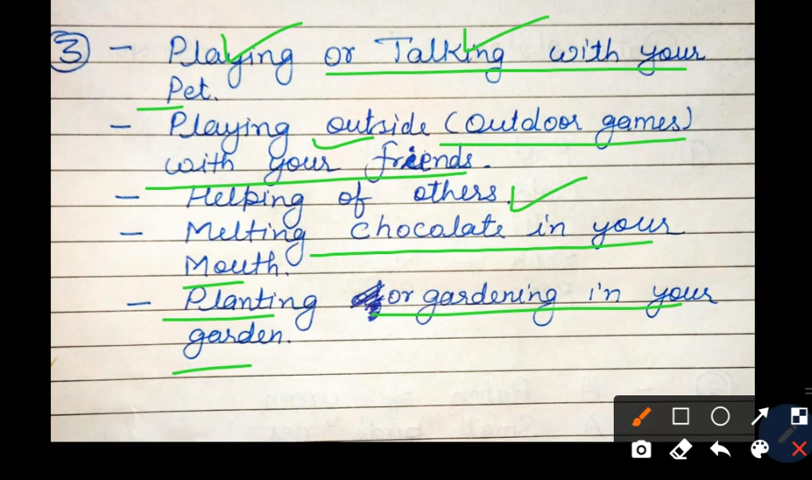 ③ - Playing or Talking with your
Pet.
- Playing outside (outdoor games)
with your friends.
- Helping of others.
- Melting chocolate in your
Mouth.
- Planting or gardening in your
garden.